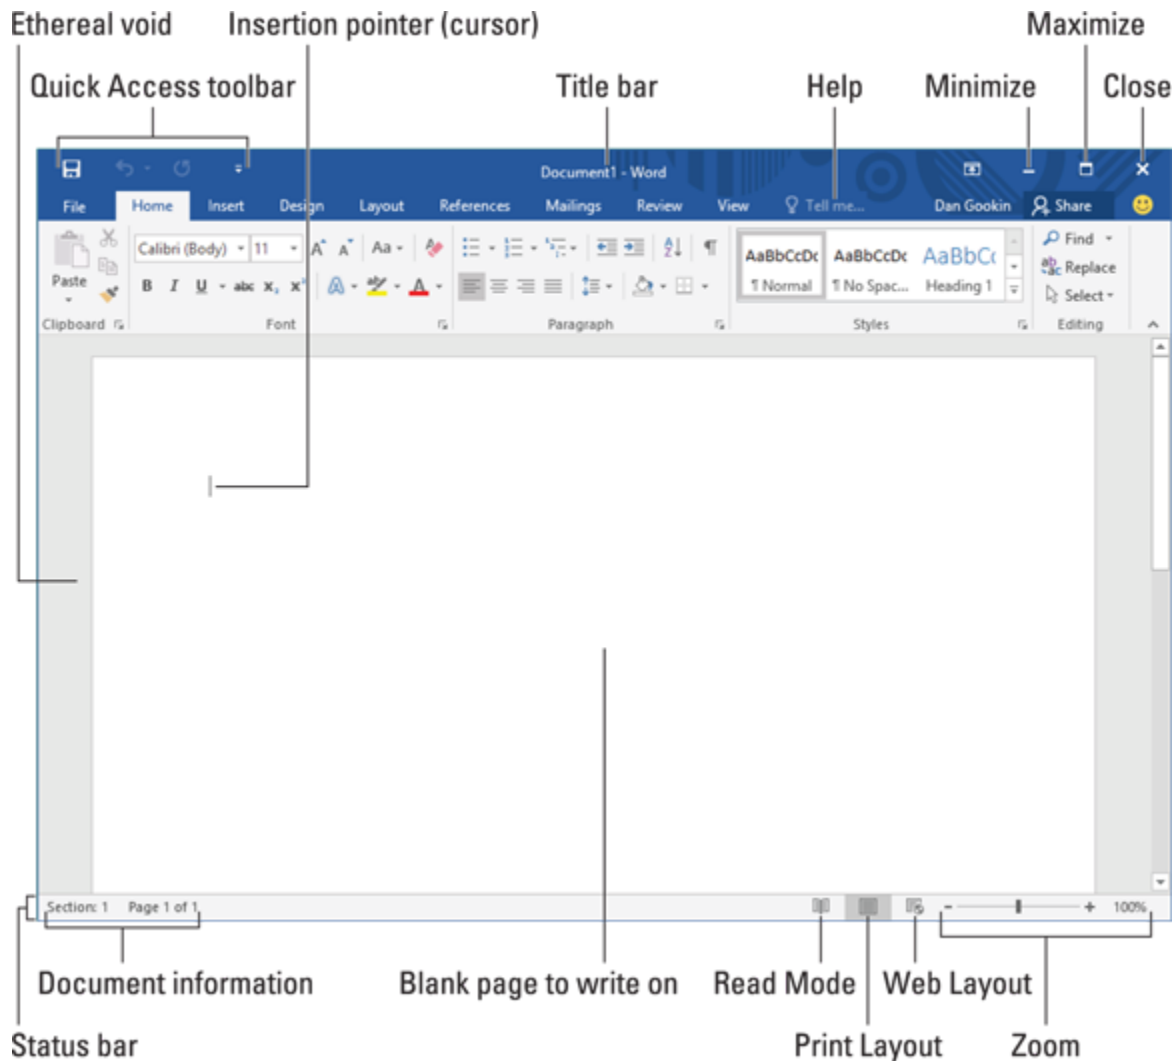 Ethereal void Insertion pointer (cursor) Maximize
Quick Access toolbar Title bar Help Minimize Close
Document1 - Word
File Home Insert Design Layout References Mailings Review View Tell me... Dan Gookin Share
Calibri (Body) 11 A A Aa AaBbCcDc AaBbCcDc AaBbCc Find
Paste B I U abc x, x A ab A ¶ Normal ¶ No Spac... Heading 1 Replace
Select
Clipboard Font Paragraph Styles Editing
Section: 1 Page 1 of 1 - + 100%
Document information Blank page to write on Read Mode Web Layout
Status bar Print Layout Zoom